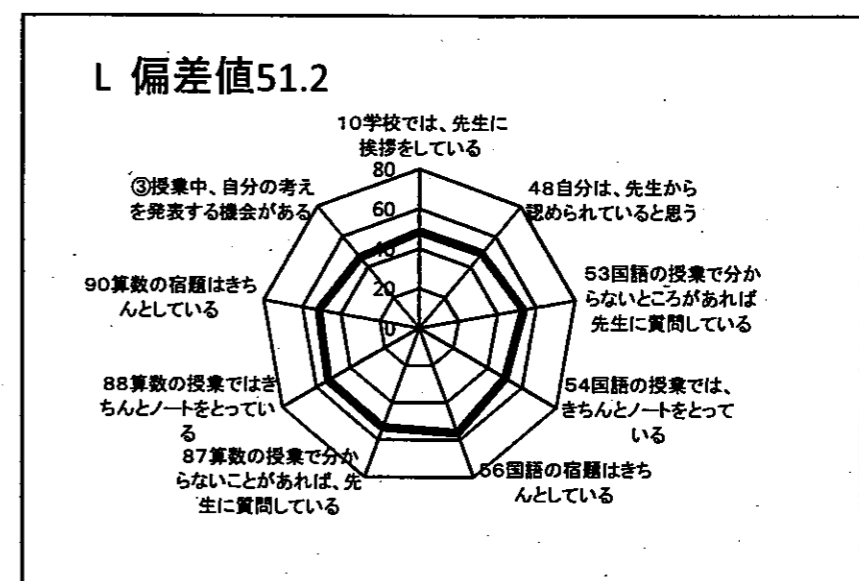 L 偏差値51.2
10学校では、先生に
挨拶をしている
48自分は、先生から
認められていると思う
53国語の授業で分か
らないところがあれば
先生に質問している
54国語の授業では、
きちんとノートをとって
いる
56国語の宿題はきち
んとしている
87算数の授業で分か
らないことがあれば、先
生に質問している
88算数の授業ではき
ちんとノートをとってい
る
90算数の宿題はきち
んとしている
③授業中、自分の考え
を発表する機会がある
80
60
40
20
0